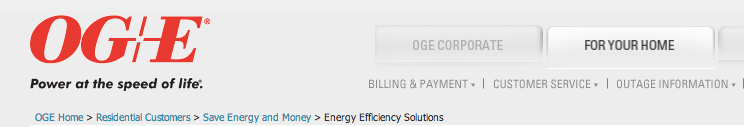 OG+E®
OGE CORPORATE FOR YOUR HOME
Power at the speed of life®.
BILLING & PAYMENT ▾ | CUSTOMER SERVICE ▾ | OUTAGE INFORMATION ▾ |
OGE Home > Residential Customers > Save Energy and Money > Energy Efficiency Solutions